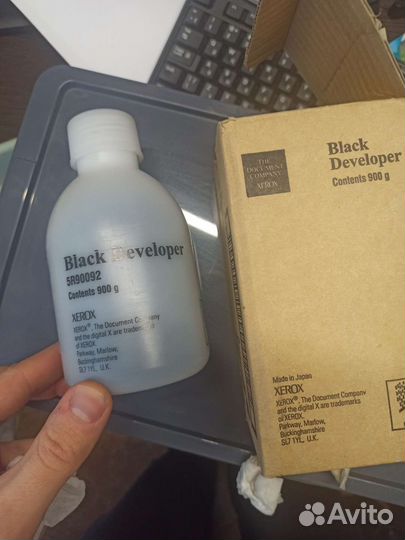 Black Developer
5R90092
Contents 900 g
XEROX
XEROX®, The Document Company
and the digital X are trademarks
of XEROX.
Parkway, Marlow,
Buckinghamshire
SL7 1YL, U.K.
THE
DOCUMENT
COMPANY
XEROX
Black
Developer
Contents 900 g
Made in Japan
XEROX
XEROX®, The Document Company
and the digital X are trademarks
of XEROX.
Parkway, Marlow,
Buckinghamshire
SL7 1YL, U.K.
Avito